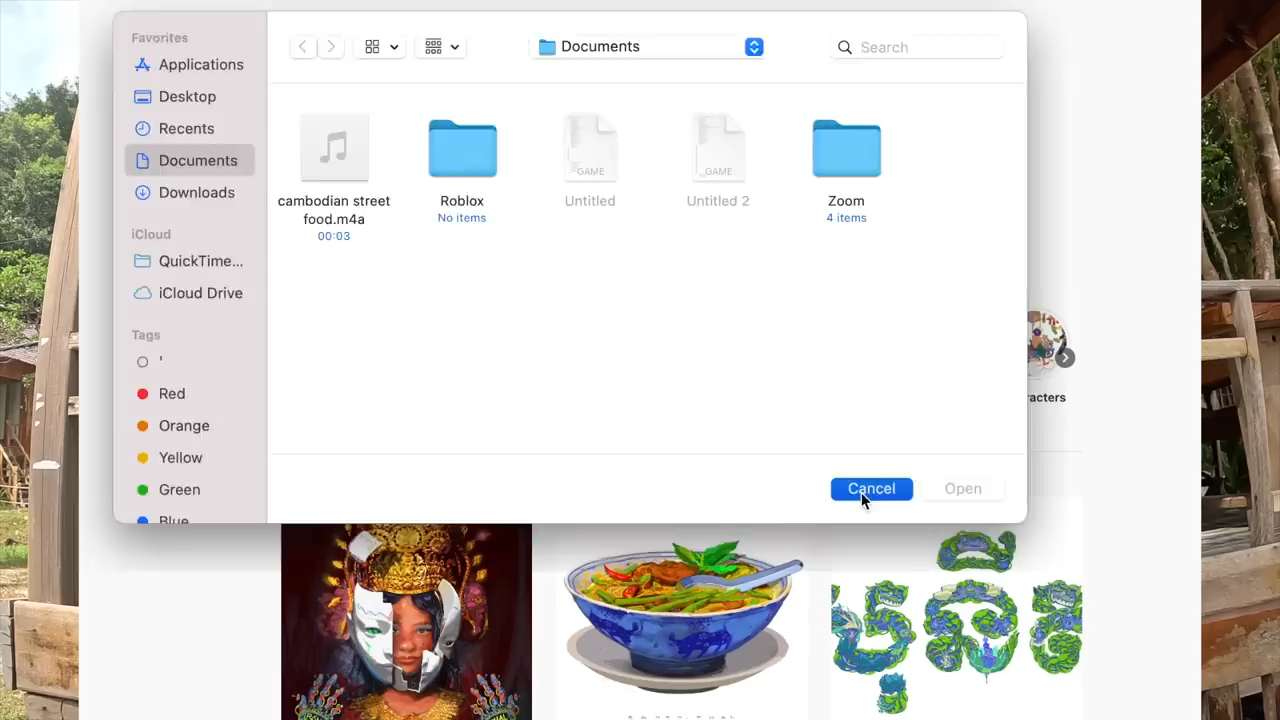 Favorites
Applications
Desktop
Recents
Documents
Downloads
iCloud
QuickTime...
iCloud Drive
Tags
'
Red
Orange
Yellow
Green
Blue
Documents
Search
cambodian street
food.m4a
00:03
Roblox
No items
GAME
Untitled
GAME
Untitled 2
Zoom
4 items
Cancel
Open
racters